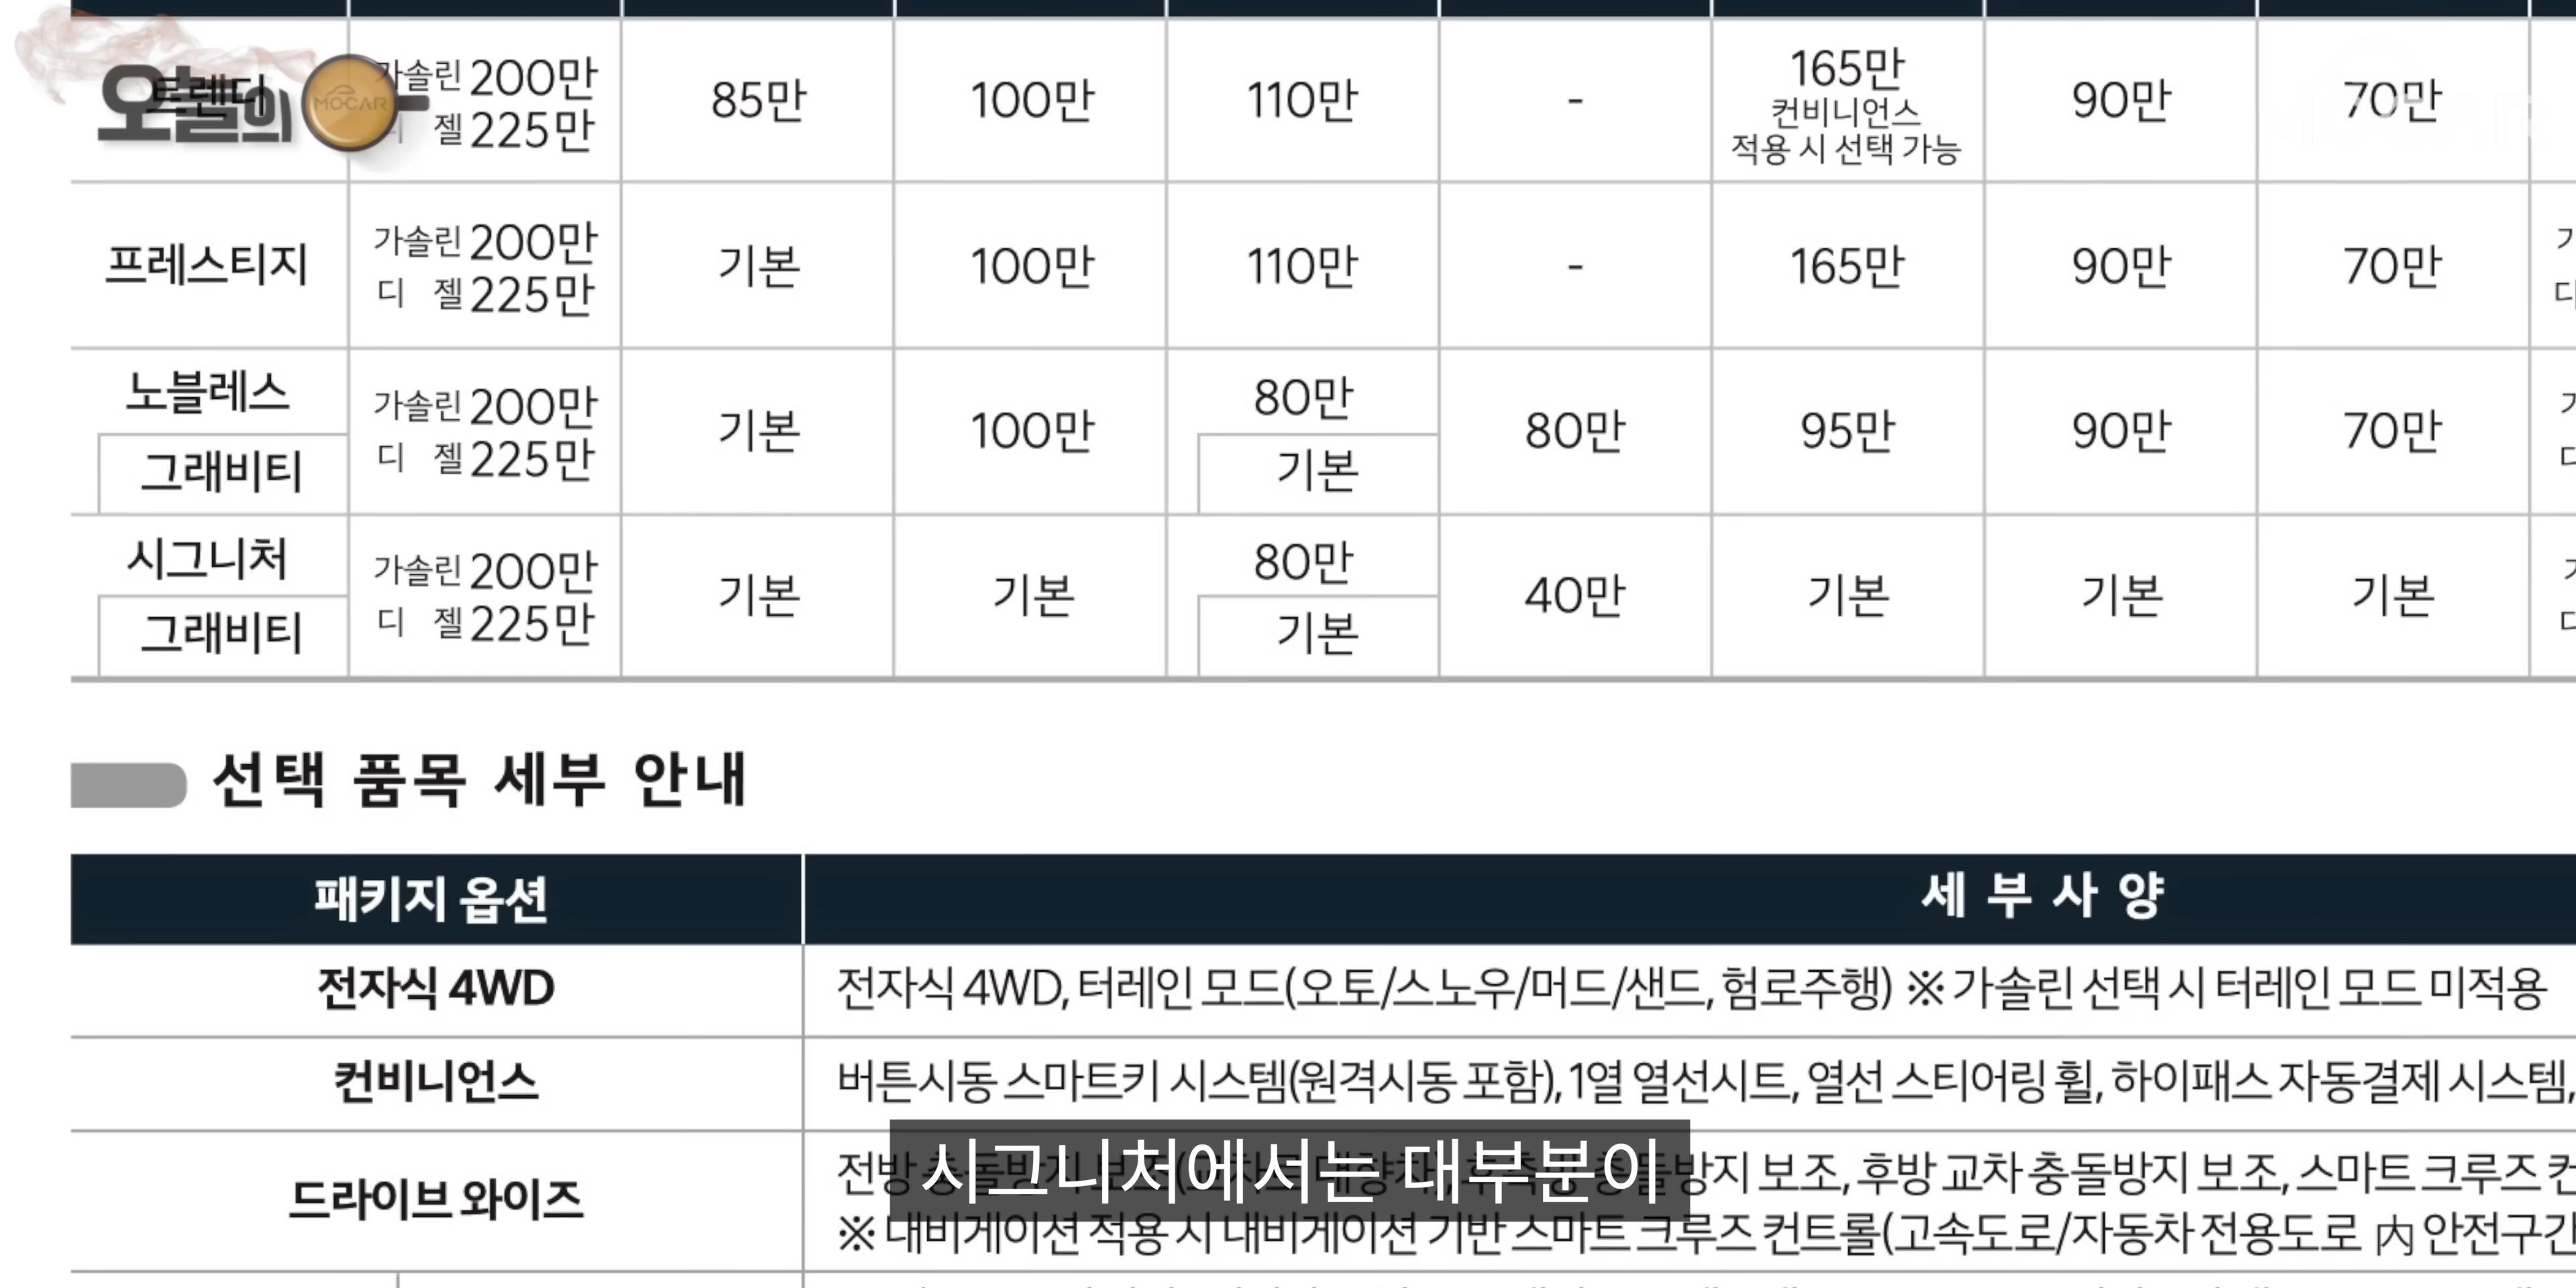 오늘의
MOCAR
트렌디
가솔린 200만
디 젤 225만
85만
100만
110만
-
165만
컨비니언스
적용 시 선택 가능
90만
70만
프레스티지
가솔린 200만
디 젤 225만
기본
100만
110만
-
165만
90만
70만
노블레스
그래비티
가솔린 200만
디 젤 225만
기본
100만
80만
기본
80만
95만
90만
70만
시그니처
그래비티
가솔린 200만
디 젤 225만
기본
기본
80만
기본
40만
기본
기본
기본
선택 품목 세부 안내
패키지 옵션
세 부 사 양
전자식 4WD
전자식 4WD, 터레인 모드(오토/스노우/머드/샌드, 험로주행) ※ 가솔린 선택 시 터레인 모드 미적용
컨비니언스
버튼시동 스마트키 시스템(원격시동 포함), 1열 열선시트, 열선 스티어링 휠, 하이패스 자동결제 시스템,
드라이브 와이즈
전방 충돌방지 보조, 후방 교차 충돌방지 보조, 스마트 크루즈
※ 내비게이션 적용 시 내비게이션 기반 스마트 크루즈 컨트롤(고속도로/자동차 전용도로 內 안전구간
시그니처에서는 대부분이